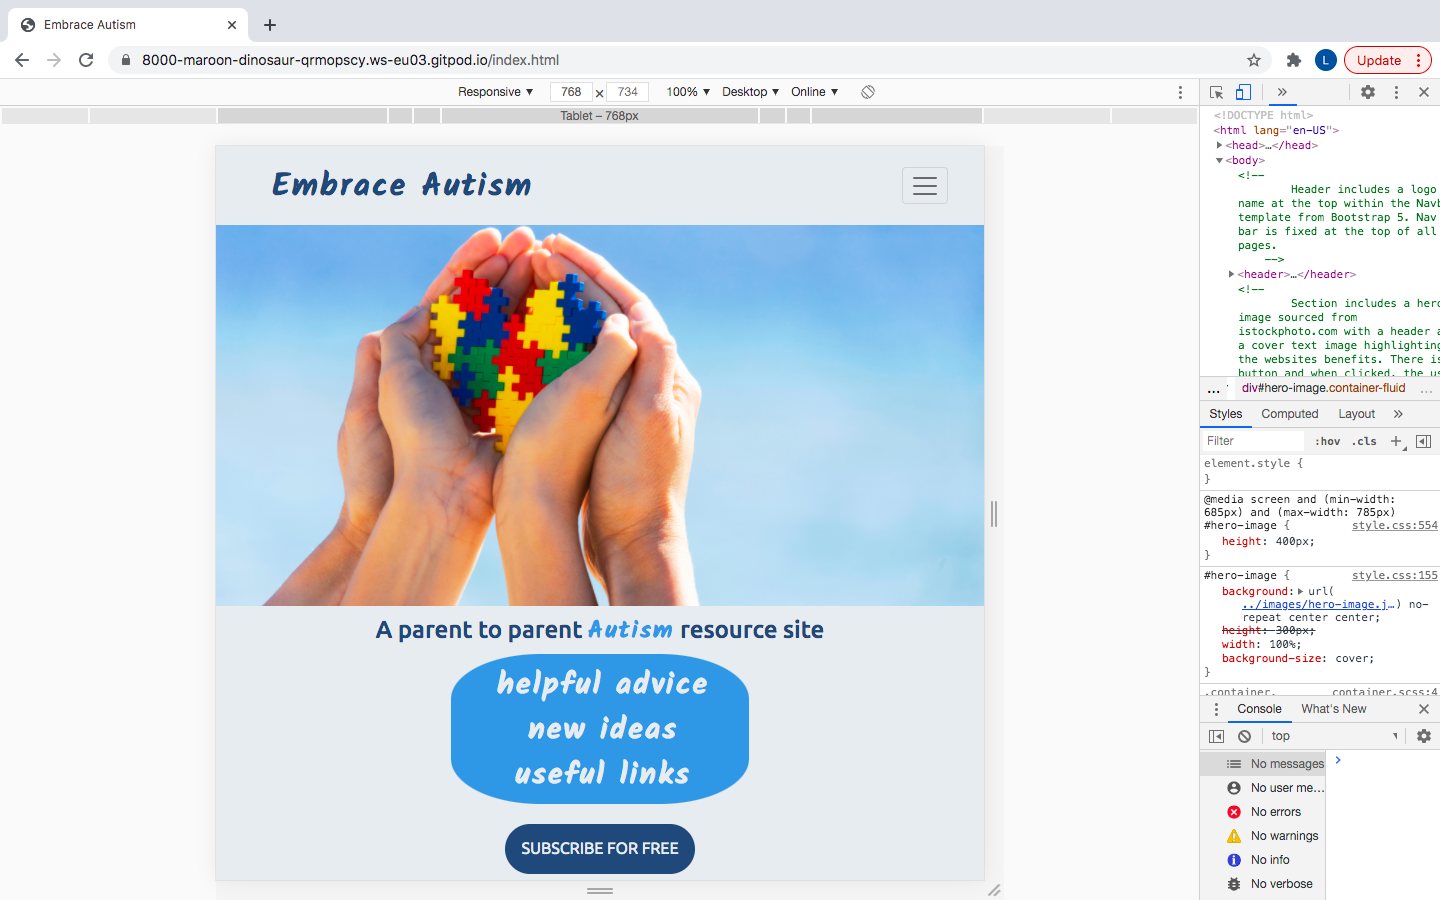 Embrace Autism
8000-maroon-dinosaur-qrmopscy.ws-eu03.gitpod.io/index.html
L
Update
Responsive ▼ 768 × 734 100% ▼ Desktop ▼ Online ▼
Tablet – 768px
Embrace Autism
A parent to parent Autism resource site
helpful advice
new ideas
useful links
SUBSCRIBE FOR FREE
<!DOCTYPE html>
<html lang="en-US">
<head>…</head>
<body>
<!--
Header includes a logo
name at the top within the Navb
template from Bootstrap 5. Nav
bar is fixed at the top of all
pages.
-->
<header>…</header>
<!--
Section includes a hero
image sourced from
istockphoto.com with a header a
a cover text image highlighting
the websites benefits. There is
button and when clicked, the us
… div#hero-image.container-fluid …
Styles Computed Layout »
Filter :hov .cls +
element.style {
}
@media screen and (min-width:
685px) and (max-width: 785px)
#hero-image { style.css:554
height: 400px;
}
#hero-image { style.css:155
background: url(
../images/hero-image.j…) no-
repeat center center;
height: 300px;
width: 100%;
background-size: cover;
}
.container, container.scss:4
Console What's New
top
No messages
No user me…
No errors
No warnings
No info
No verbose